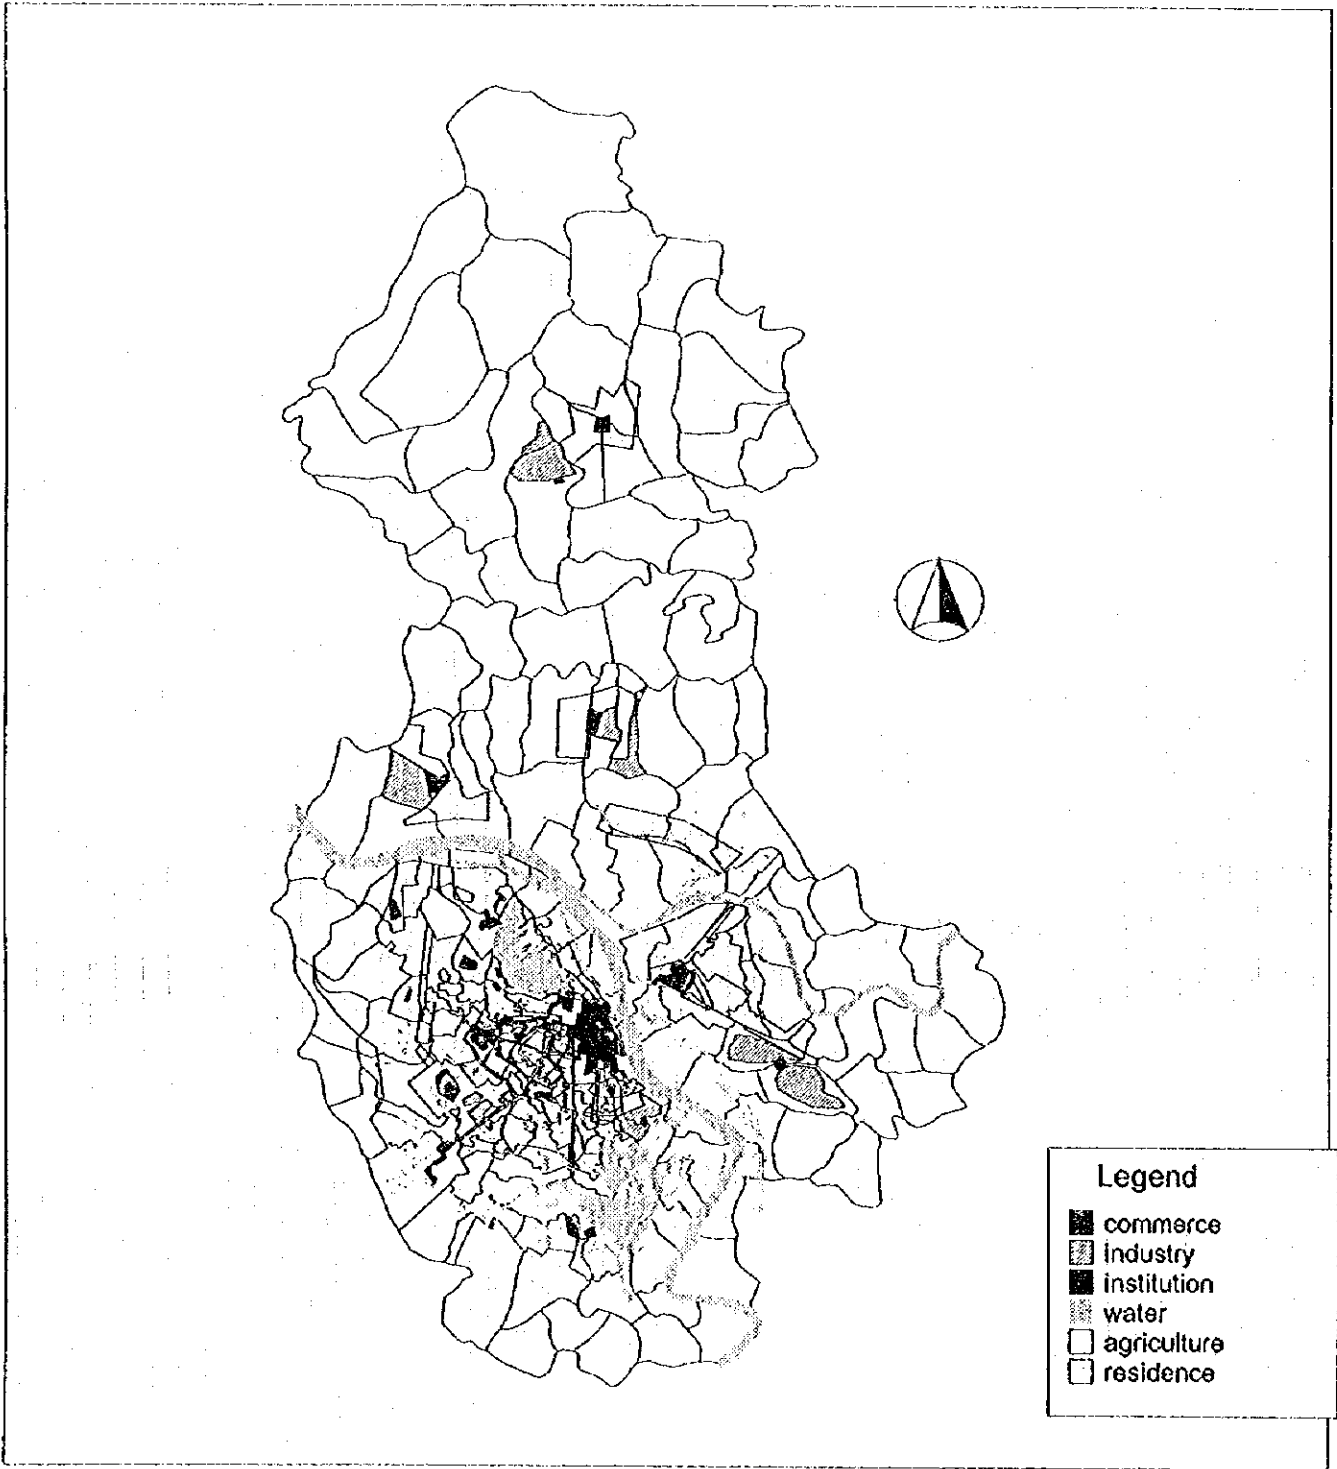 Legend
commerce
industry
institution
water
agriculture
residence